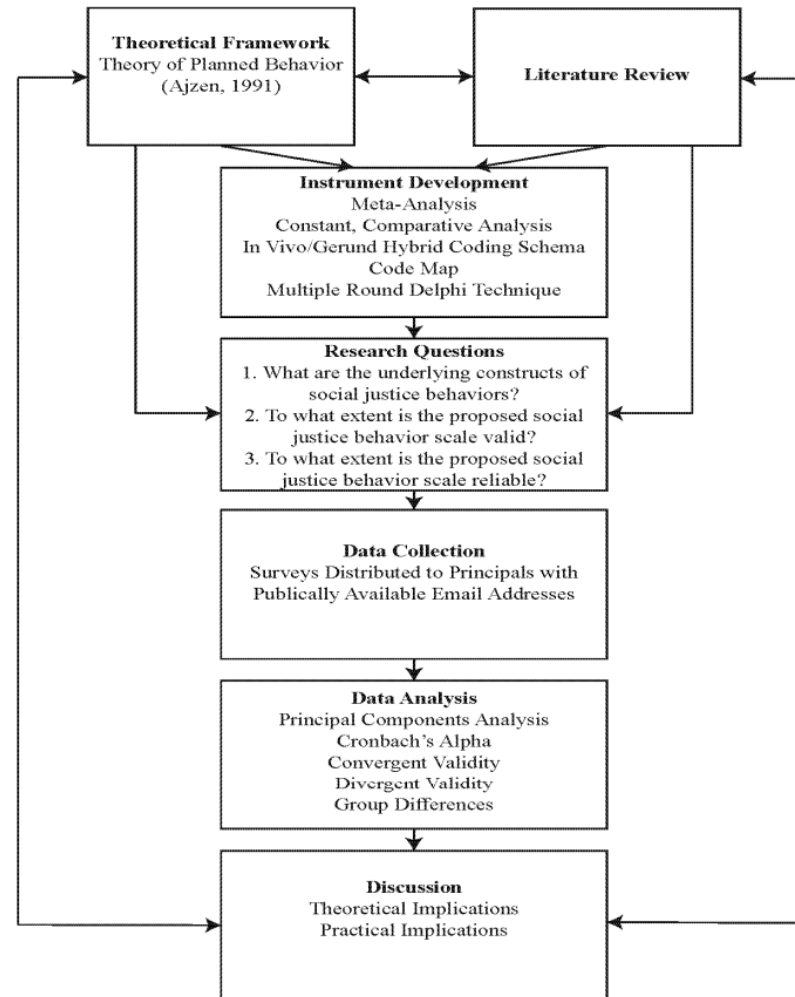 Theoretical Framework
Theory of Planned Behavior
(Ajzen, 1991)
Literature Review
Instrument Development
Meta-Analysis
Constant, Comparative Analysis
In Vivo/Gerund Hybrid Coding Schema
Code Map
Multiple Round Delphi Technique
Research Questions
1. What are the underlying constructs of
social justice behaviors?
2. To what extent is the proposed social
justice behavior scale valid?
3. To what extent is the proposed social
justice behavior scale reliable?
Data Collection
Surveys Distributed to Principals with
Publically Available Email Addresses
Data Analysis
Principal Components Analysis
Cronbach's Alpha
Convergent Validity
Divergent Validity
Group Differences
Discussion
Theoretical Implications
Practical Implications